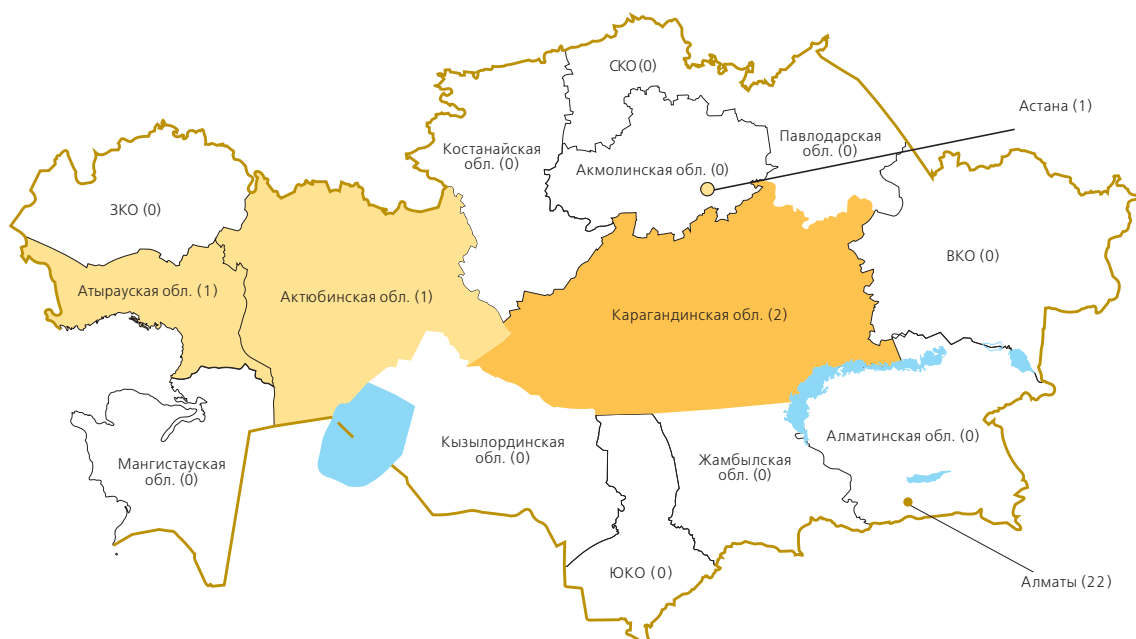 СКО(0)
Астана (1)
Костанайская
обл. (0)
Павлодарская
обл. (0)
Акмолинская обл. (0)
ЗКО (0)
ВКО (0)
Атырауская обл. (1)
Актюбинская обл. (1)
Карагандинская обл. (2)
Кызылординская
обл. (0)
Алматинская обл. (0)
Мангистауская
обл. (0)
Жамбылская
обл. (0)
ЮКО (0)
Алматы (22)